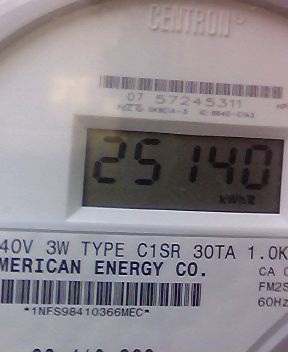 CENTRON®
07 57245311
25140
kWh
40V 3W TYPE C1SR 30TA 1.0K
MERICAN ENERGY CO.
CA 0
FM2S
60Hz
*1NFS98410366MEC*